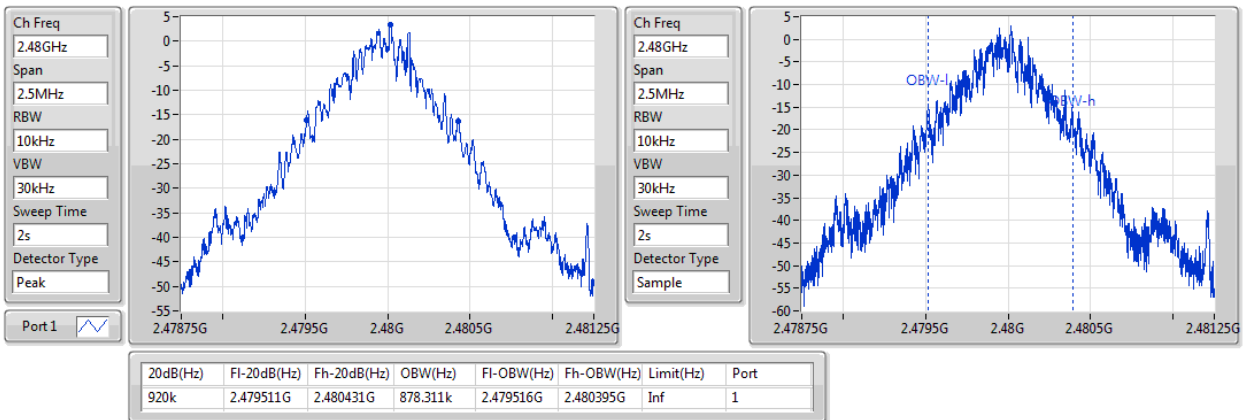 Ch Freq
2.48GHz
Span
2.5MHz
RBW
10kHz
VBW
30kHz
Sweep Time
2s
Detector Type
Peak
Port 1
5
0
-5
-10
-15
-20
-25
-30
-35
-40
-45
-50
-55
2.47875G 2.4795G 2.48G 2.4805G 2.48125G
Ch Freq
2.48GHz
Span
2.5MHz
RBW
10kHz
VBW
30kHz
Sweep Time
2s
Detector Type
Sample
5
0
-5
-10
-15
-20
-25
-30
-35
-40
-45
-50
-55
-60
OBW-l
OBW-h
2.47875G 2.4795G 2.48G 2.4805G 2.48125G
20dB(Hz) Fl-20dB(Hz) Fh-20dB(Hz) OBW(Hz) Fl-OBW(Hz) Fh-OBW(Hz) Limit(Hz) Port
920k 2.479511G 2.480431G 878.311k 2.479516G 2.480395G Inf 1